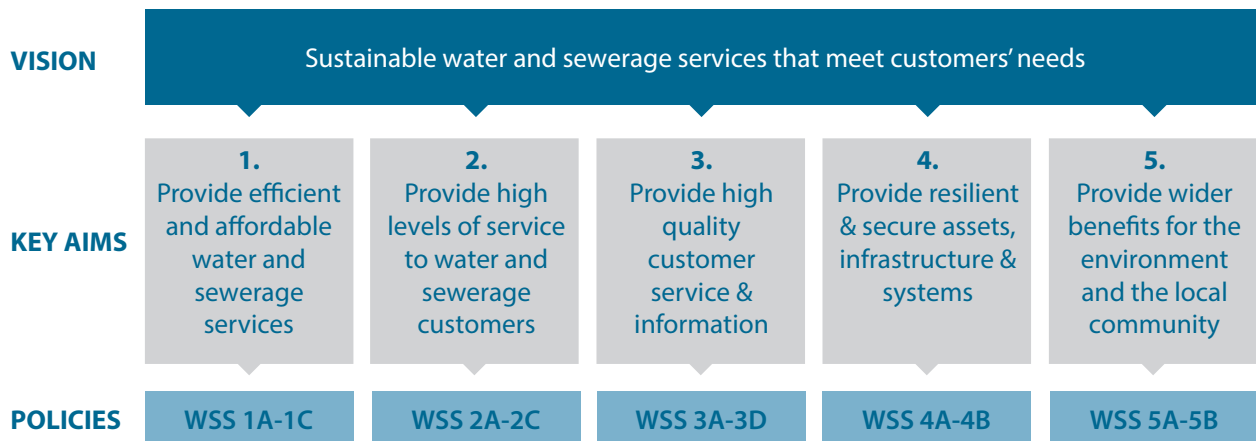 VISION
Sustainable water and sewerage services that meet customers’ needs
KEY AIMS
1.
Provide efficient
and affordable
water and
sewerage
services
2.
Provide high
levels of service
to water and
sewerage
customers
3.
Provide high
quality
customer
service &
information
4.
Provide resilient
& secure assets,
infrastructure &
systems
5.
Provide wider
benefits for the
environment
and the local
community
POLICIES
WSS 1A-1C
WSS 2A-2C
WSS 3A-3D
WSS 4A-4B
WSS 5A-5B